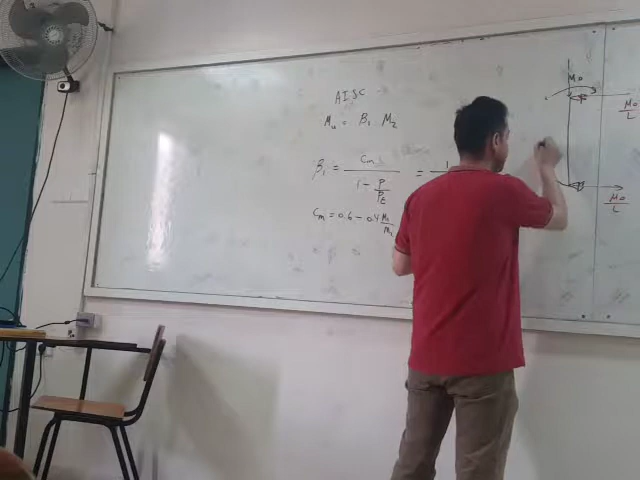 AISC
Mu = B1 M2
B1 = Cm / (1 - P/PE) = 1
Cm = 0.6 - 0.4 M1/M2
Mo
Mo/L
Mo/L